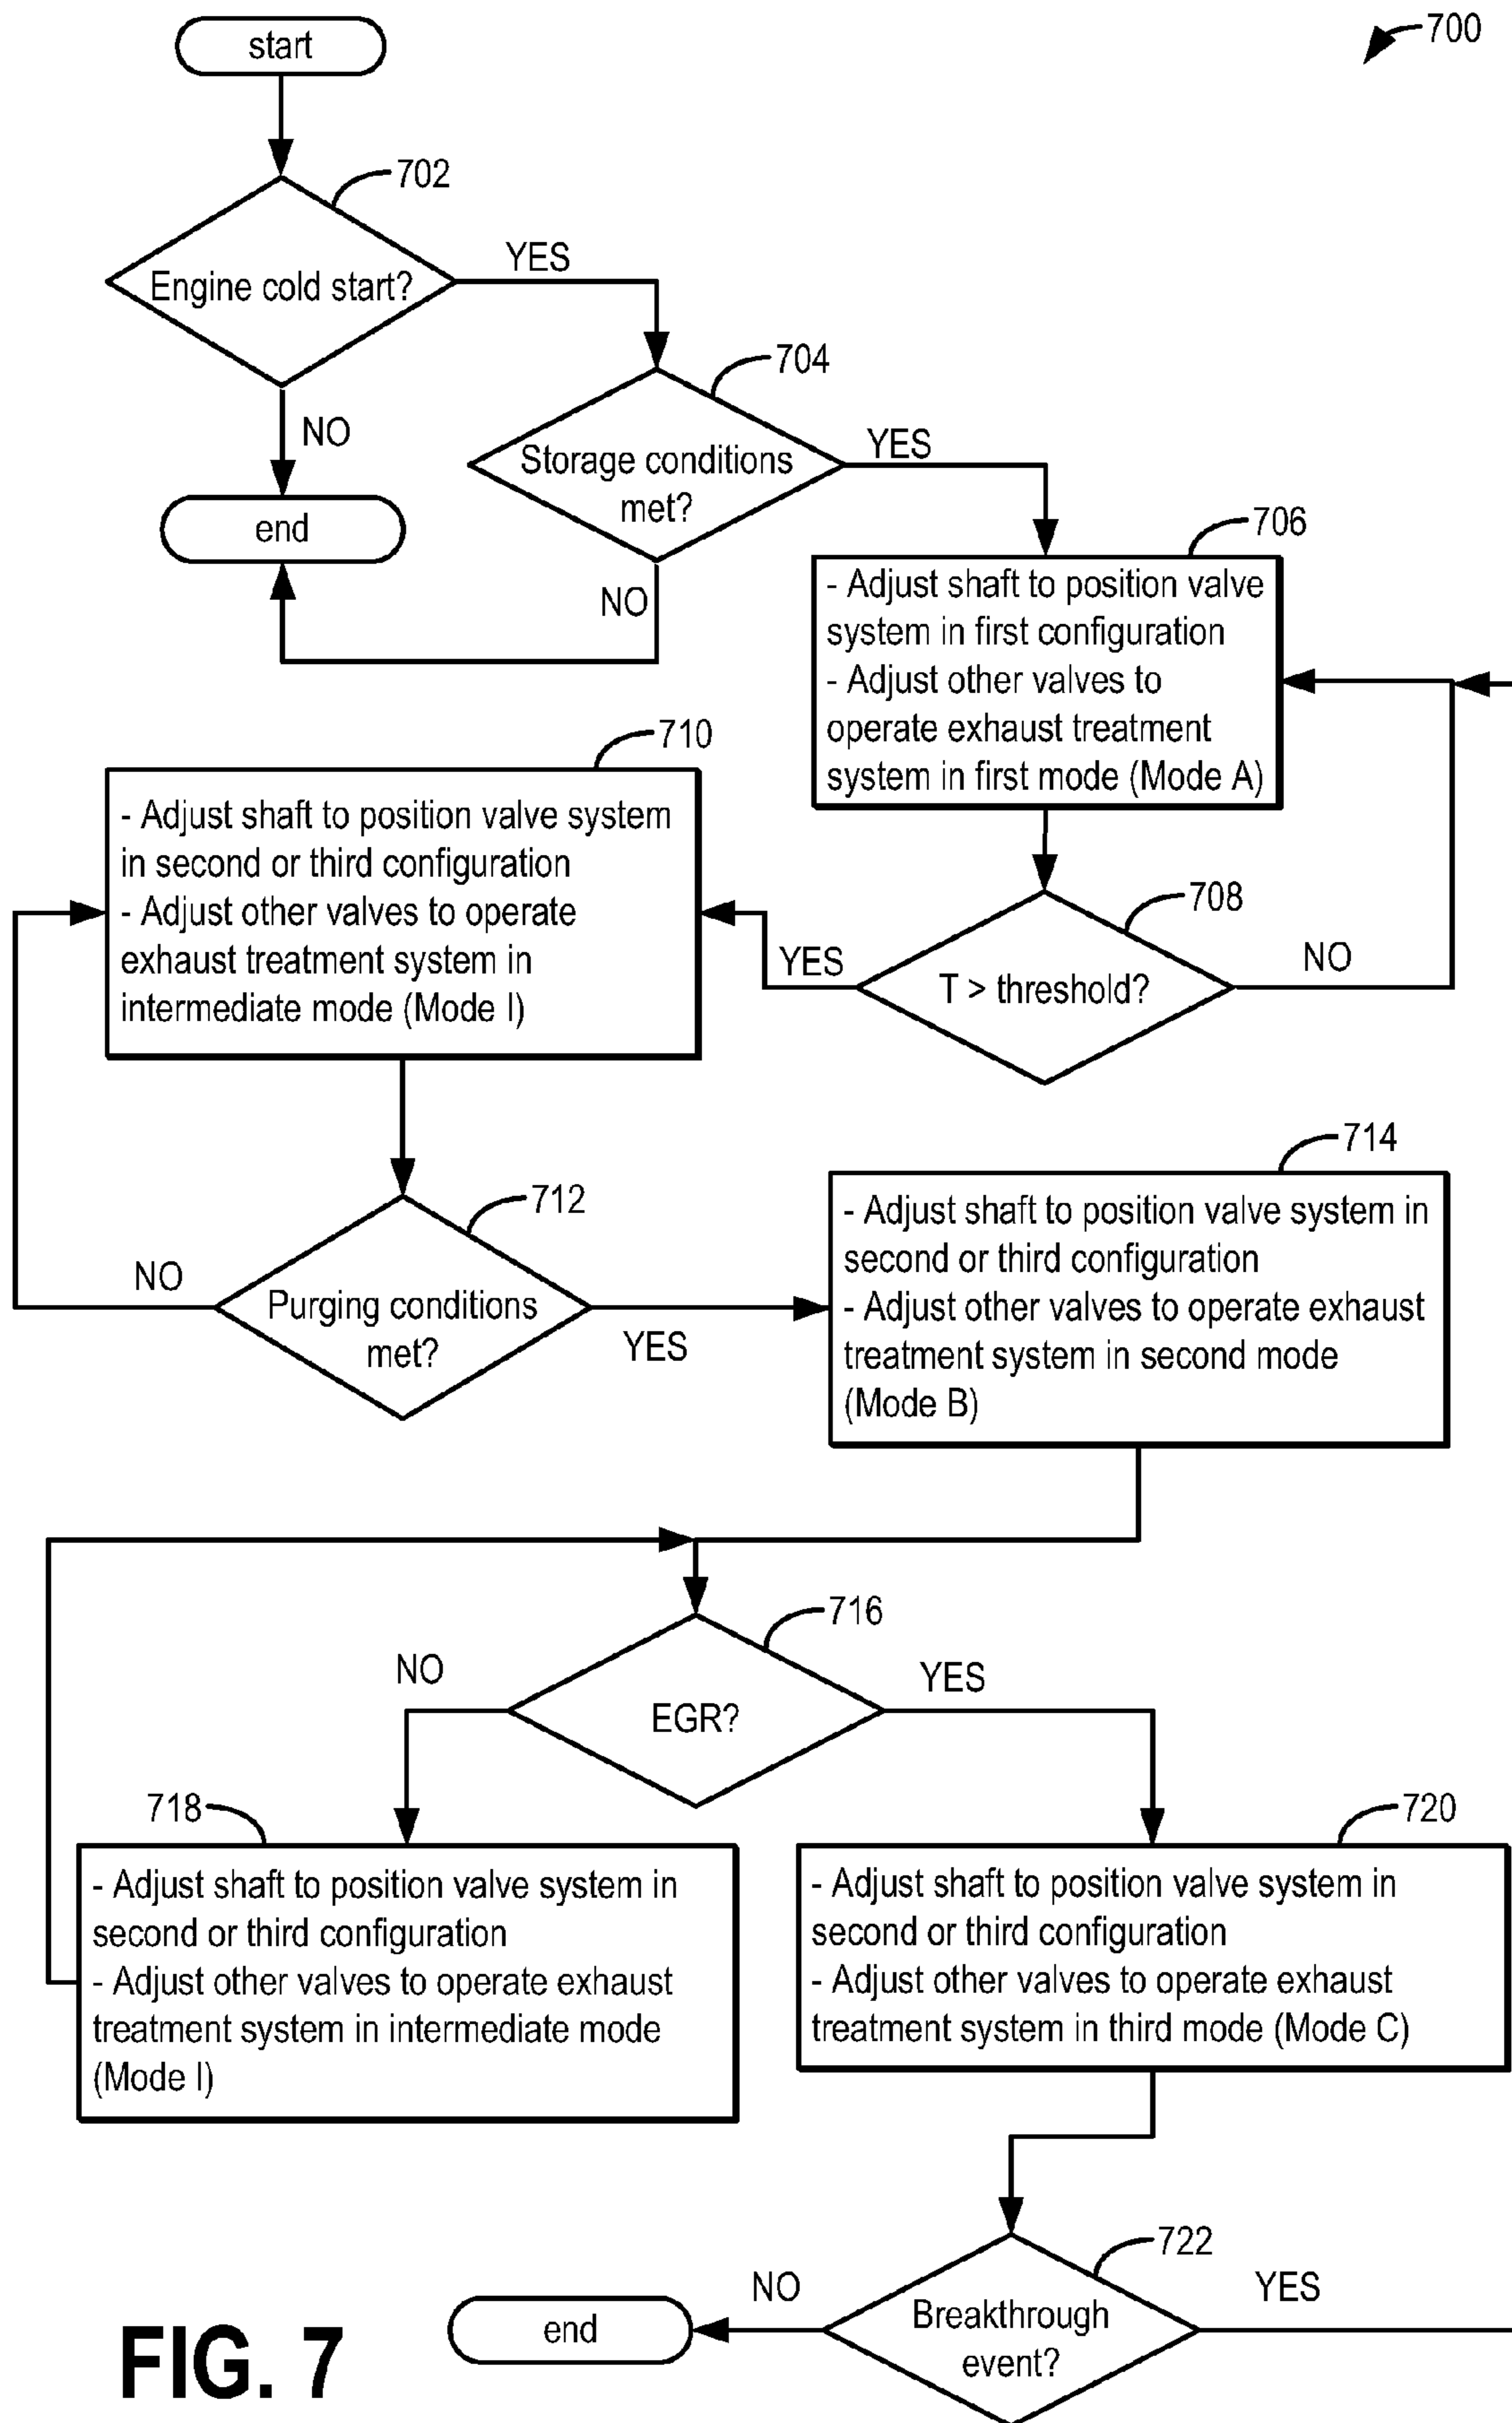 start
700
702
Engine cold start?
YES
NO
end
704
Storage conditions
met?
YES
NO
706
- Adjust shaft to position valve
system in first configuration
- Adjust other valves to
operate exhaust treatment
system in first mode (Mode A)
708
T > threshold?
YES
NO
710
- Adjust shaft to position valve system
in second or third configuration
- Adjust other valves to operate
exhaust treatment system in
intermediate mode (Mode I)
712
Purging conditions
met?
NO
YES
714
- Adjust shaft to position valve system in
second or third configuration
- Adjust other valves to operate exhaust
treatment system in second mode
(Mode B)
716
EGR?
NO
YES
718
- Adjust shaft to position valve system in
second or third configuration
- Adjust other valves to operate exhaust
treatment system in intermediate mode
(Mode I)
720
- Adjust shaft to position valve system in
second or third configuration
- Adjust other valves to operate exhaust
treatment system in third mode (Mode C)
722
Breakthrough
event?
NO
YES
end
FIG. 7